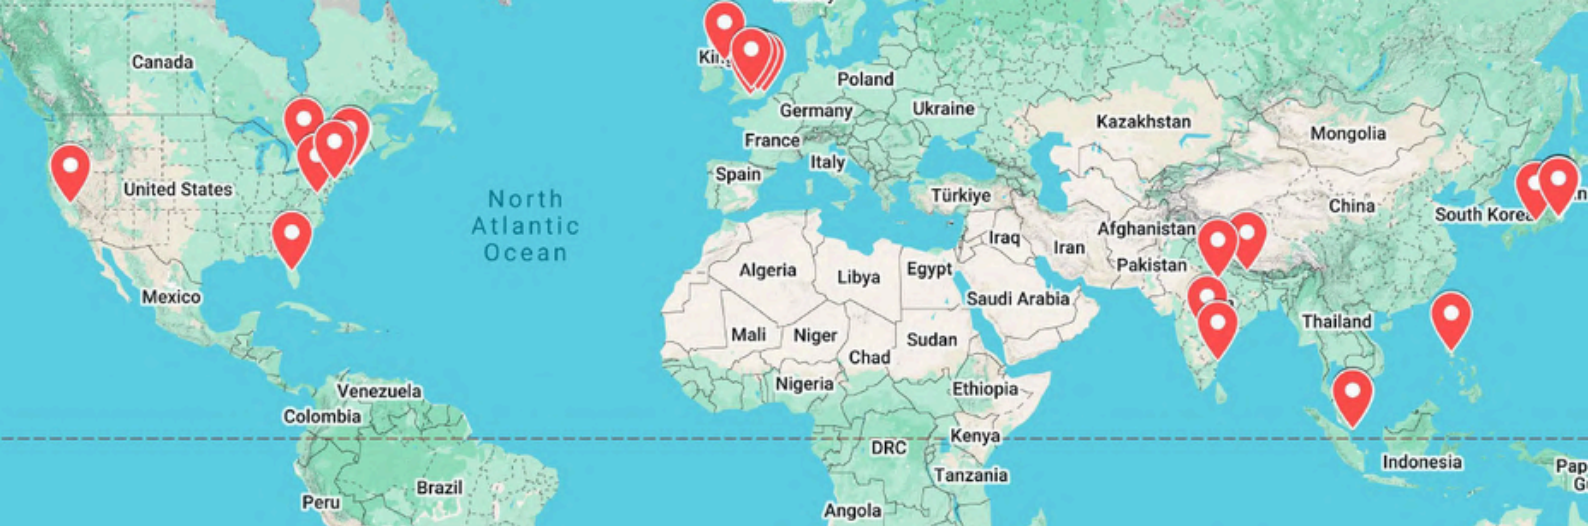 Canada
United States
Mexico
Venezuela
Colombia
Peru
Brazil
North
Atlantic
Ocean
Poland
Germany
Ukraine
France
Italy
Spain
Türkiye
Kazakhstan
Mongolia
China
South Korea
Afghanistan
Iraq
Iran
Pakistan
Algeria
Libya
Egypt
Saudi Arabia
Mali
Niger
Sudan
Chad
Nigeria
Ethiopia
Thailand
DRC
Kenya
Tanzania
Angola
Indonesia